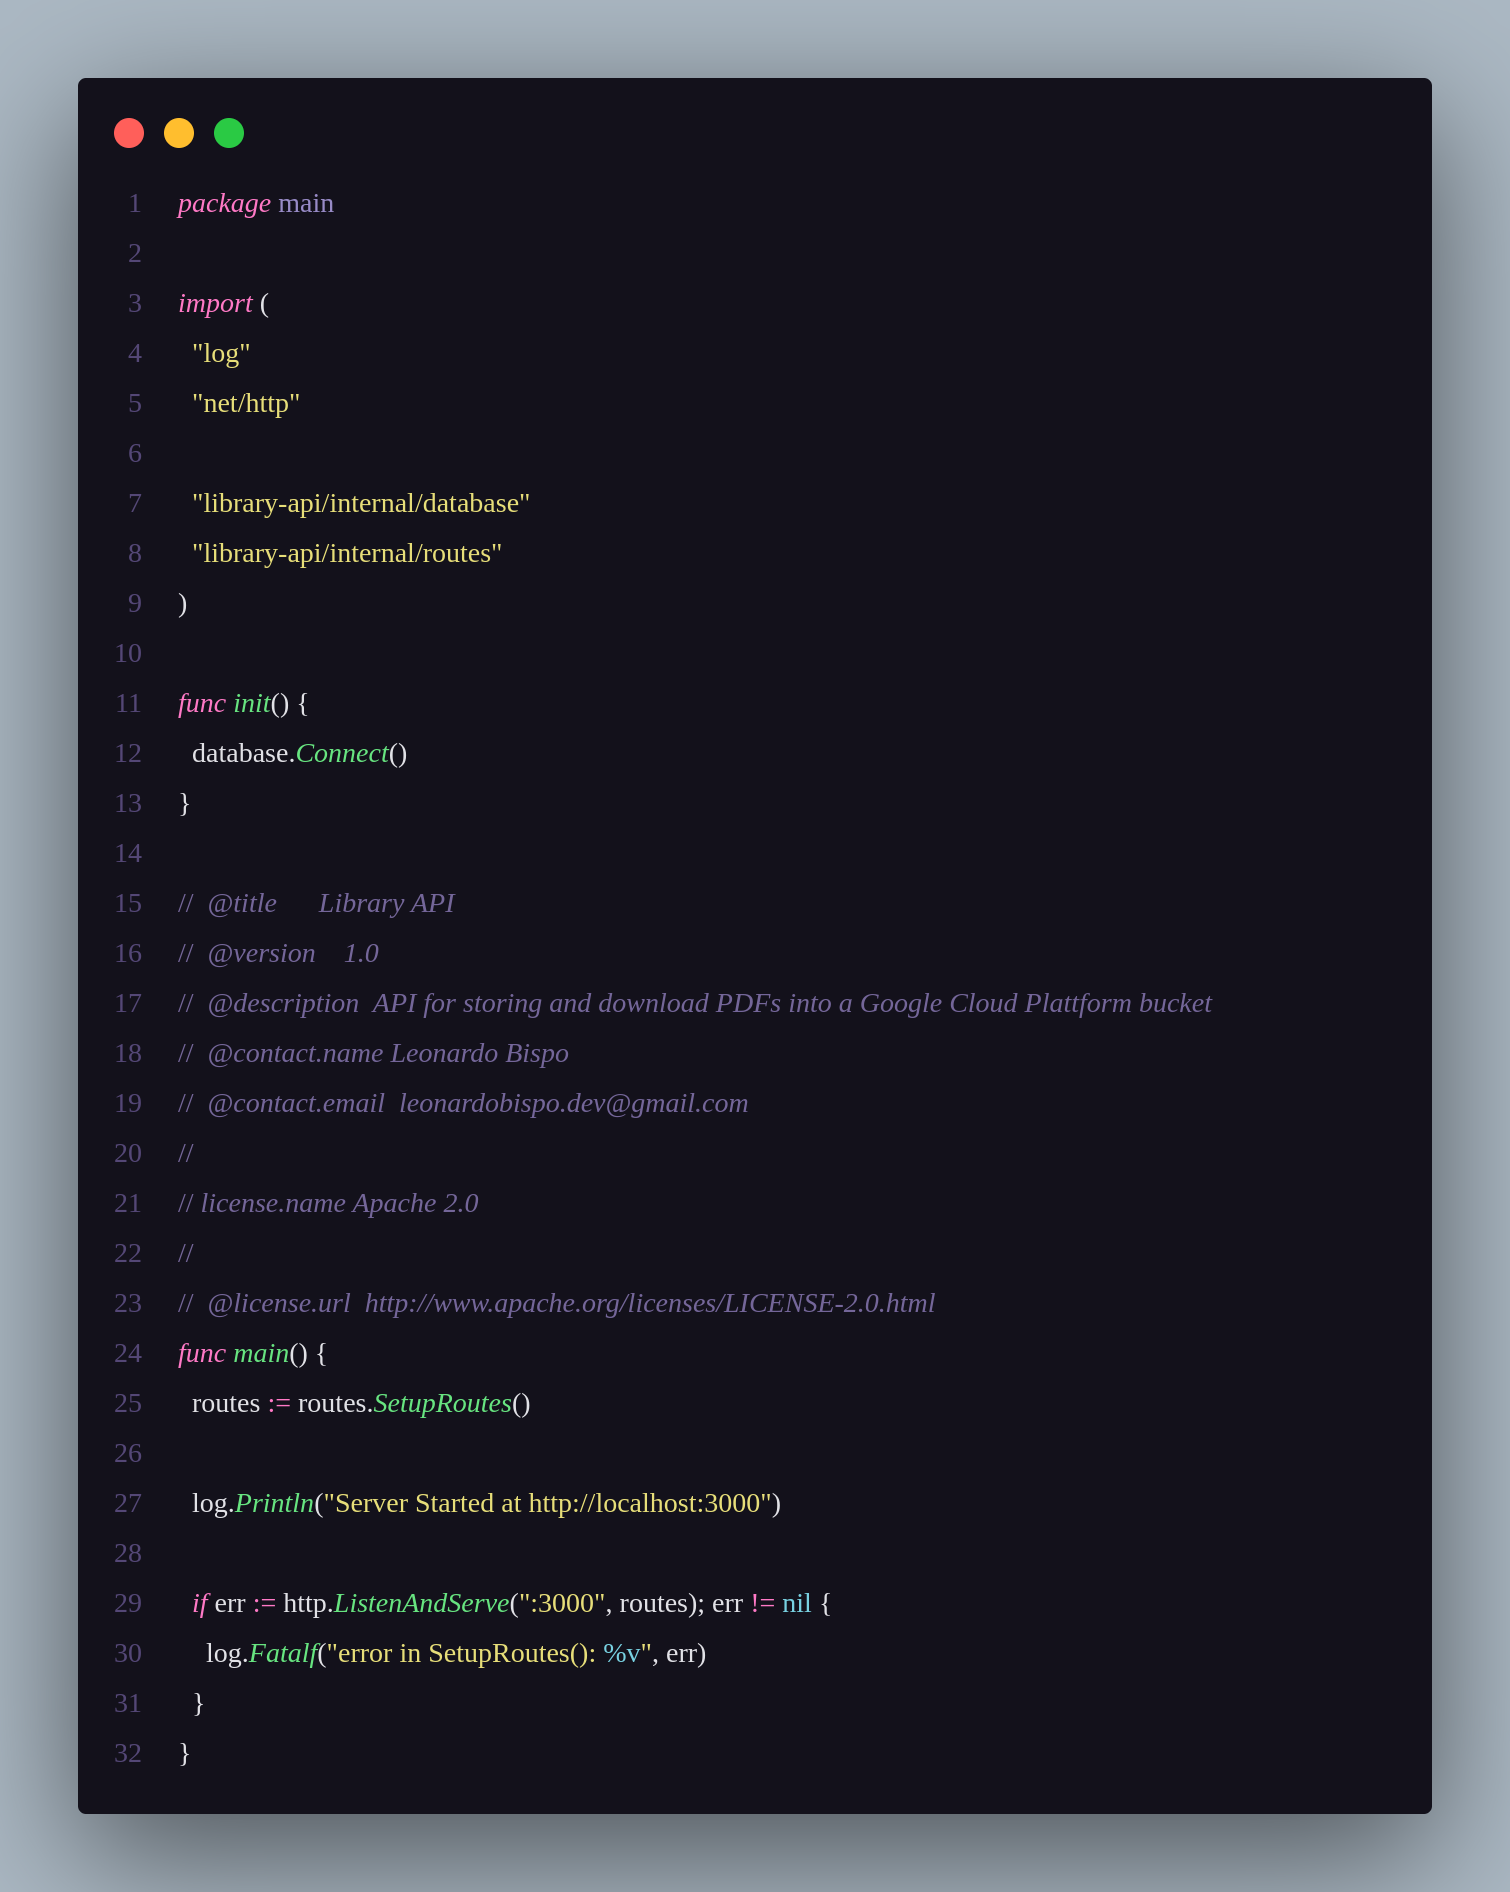 1 package main
2
3 import (
4   "log"
5   "net/http"
6
7   "library-api/internal/database"
8   "library-api/internal/routes"
9 )
10
11 func init() {
12   database.Connect()
13 }
14
15 //  @title      Library API
16 //  @version    1.0
17 //  @description  API for storing and download PDFs into a Google Cloud Plattform bucket
18 //  @contact.name Leonardo Bispo
19 //  @contact.email  leonardobispo.dev@gmail.com
20 //
21 // license.name Apache 2.0
22 //
23 //  @license.url  http://www.apache.org/licenses/LICENSE-2.0.html
24 func main() {
25   routes := routes.SetupRoutes()
26
27   log.Println("Server Started at http://localhost:3000")
28
29   if err := http.ListenAndServe(":3000", routes); err != nil {
30     log.Fatalf("error in SetupRoutes(): %v", err)
31   }
32 }